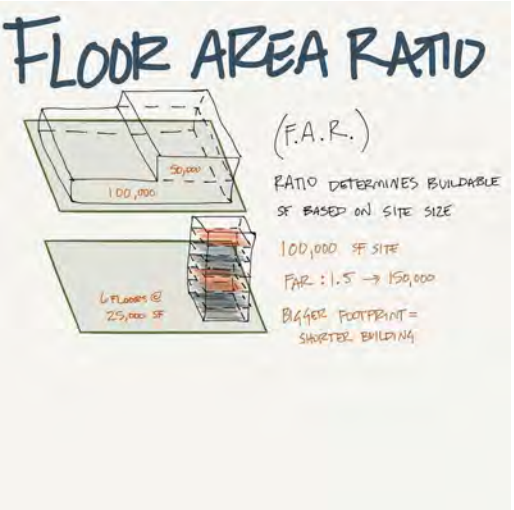 FLOOR AREA RATIO
(F.A.R.)
50,000
100,000
RATIO DETERMINES BUILDABLE
SF BASED ON SITE SIZE
100,000 SF SITE
FAR : 1.5 → 150,000
6 FLOORS @
25,000 SF
BIGGER FOOTPRINT =
SHORTER BUILDING